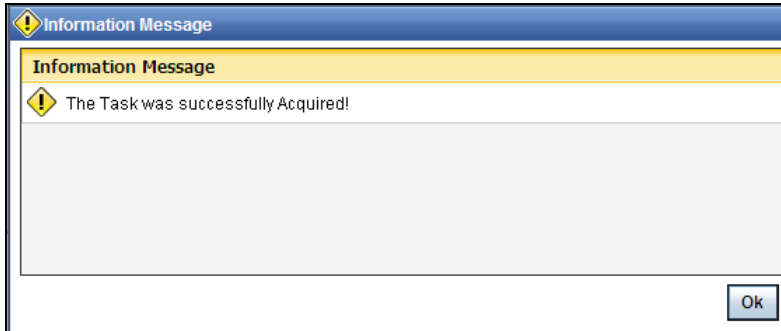 Information Message
Information Message
The Task was successfully Acquired!
Ok